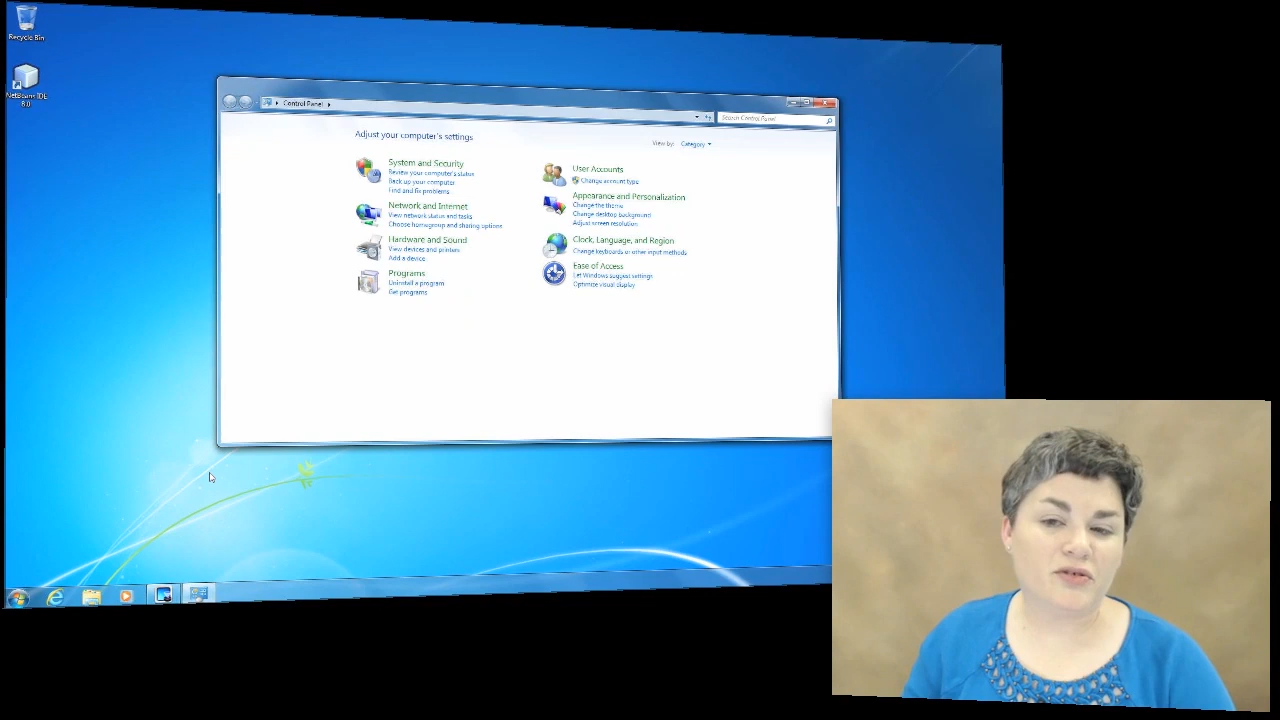 Recycle Bin
NetBeans IDE
8.0
Control Panel
Search Control Panel
Adjust your computer's settings
View by: Category
System and Security
Review your computer's status
Back up your computer
Find and fix problems
Network and Internet
View network status and tasks
Choose homegroup and sharing options
Hardware and Sound
View devices and printers
Add a device
Programs
Uninstall a program
Get programs
User Accounts
Change account type
Appearance and Personalization
Change the theme
Change desktop background
Adjust screen resolution
Clock, Language, and Region
Change keyboards or other input methods
Ease of Access
Let Windows suggest settings
Optimize visual display